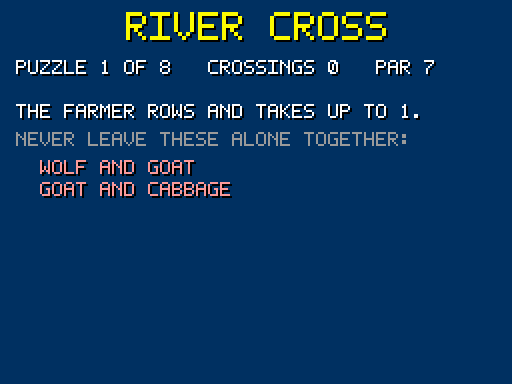 RIVER CROSS
PUZZLE 1 OF 8   CROSSINGS 0   PAR 7
THE FARMER ROWS AND TAKES UP TO 1.
NEVER LEAVE THESE ALONE TOGETHER:
WOLF AND GOAT
GOAT AND CABBAGE